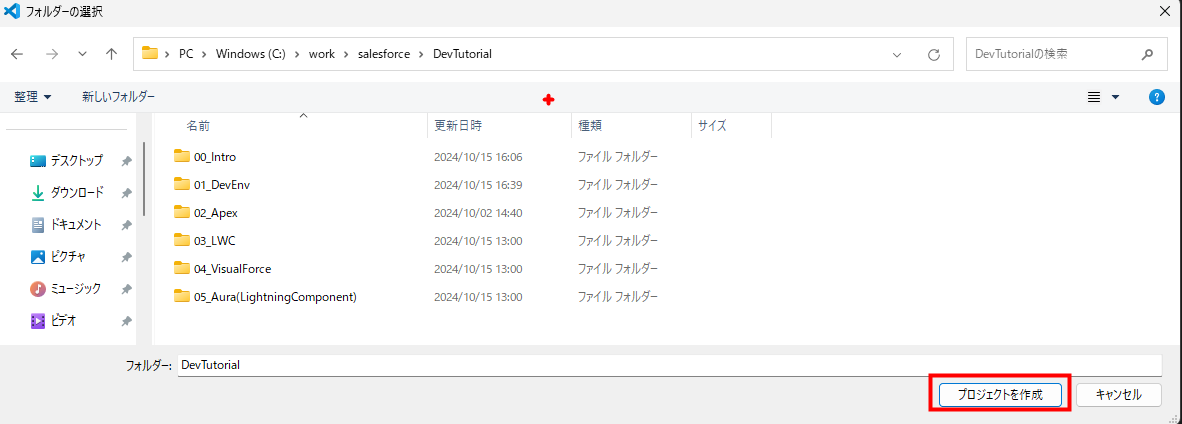 フォルダーの選択
PC › Windows (C:) › work › salesforce › DevTutorial
DevTutorialの検索
整理 新しいフォルダー
名前 更新日時 種類 サイズ
デスクトップ
ダウンロード
ドキュメント
ピクチャ
ミュージック
ビデオ
00_Intro 2024/10/15 16:06 ファイル フォルダー
01_DevEnv 2024/10/15 16:39 ファイル フォルダー
02_Apex 2024/10/02 14:40 ファイル フォルダー
03_LWC 2024/10/15 13:00 ファイル フォルダー
04_VisualForce 2024/10/15 13:00 ファイル フォルダー
05_Aura(LightningComponent) 2024/10/15 13:00 ファイル フォルダー
フォルダー: DevTutorial
プロジェクトを作成 キャンセル